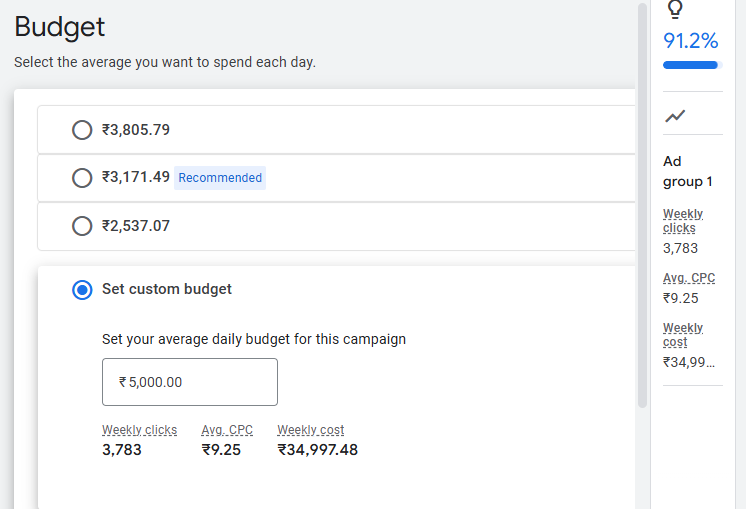 Budget
Select the average you want to spend each day.
₹3,805.79
₹3,171.49 Recommended
₹2,537.07
Set custom budget
Set your average daily budget for this campaign
₹ 5,000.00
Weekly clicks Avg. CPC Weekly cost
3,783 ₹9.25 ₹34,997.48
91.2%
Ad
group 1
Weekly
clicks
3,783
Avg. CPC
₹9.25
Weekly
cost
₹34,99...